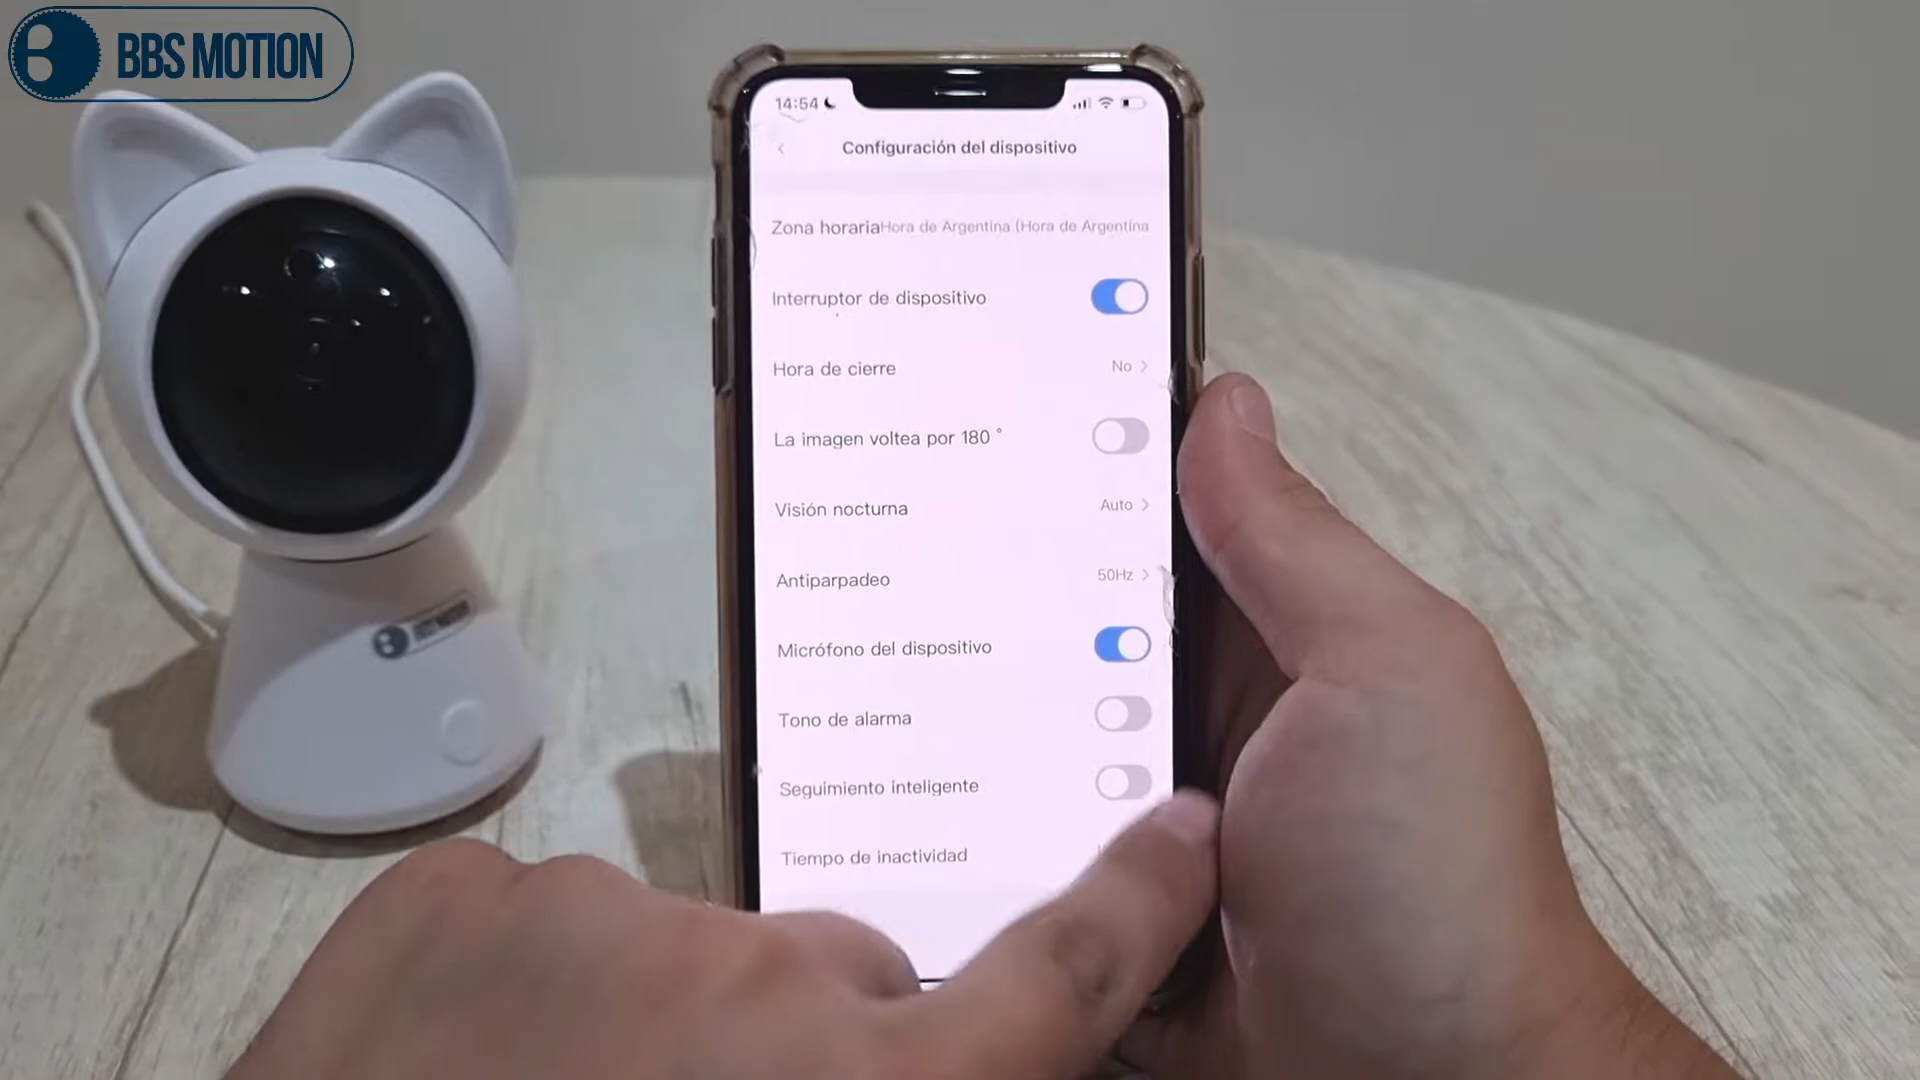 BBS MOTION
14:54
Configuración del dispositivo
Zona horaria Hora de Argentina (Hora de Argentina
Interruptor de dispositivo
Hora de cierre No
La imagen voltea por 180 °
Visión nocturna Auto
Antiparpadeo 50Hz
Micrófono del dispositivo
Tono de alarma
Seguimiento inteligente
Tiempo de inactividad
BBS MOTION